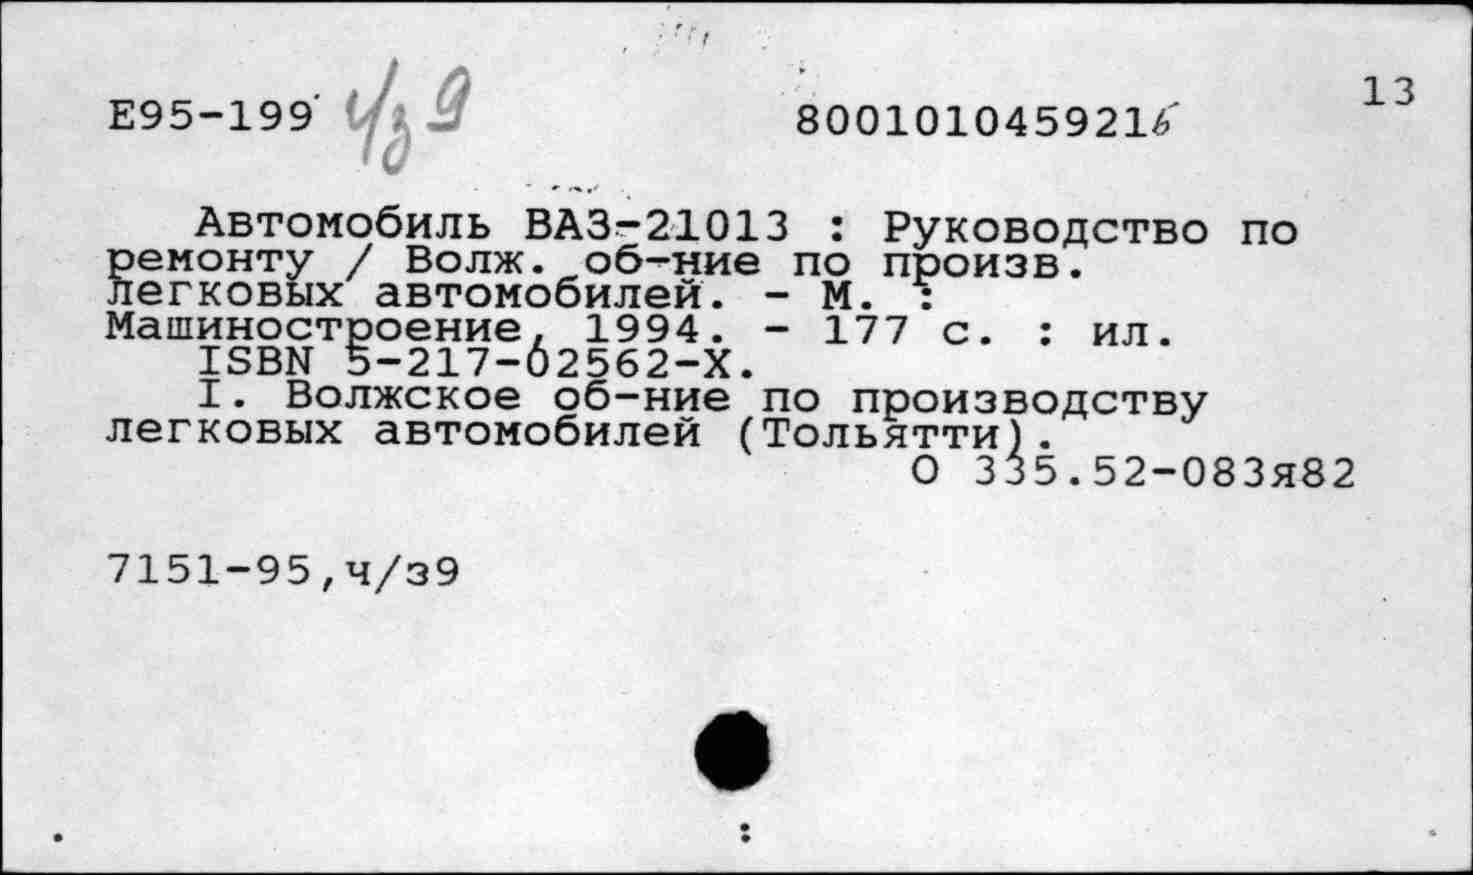 13
Е95-199 ч/з 9 8001010459216
Автомобиль ВАЗ-21013 : Руководство по
ремонту / Волж. об-ние по произв.
легковых автомобилей. - М. :
Машиностроение, 1994. - 177 с. : ил.
ISBN 5-217-02562-X.
I. Волжское об-ние по производству
легковых автомобилей (Тольятти).
О 335.52-083я82
7151-95,ч/з9